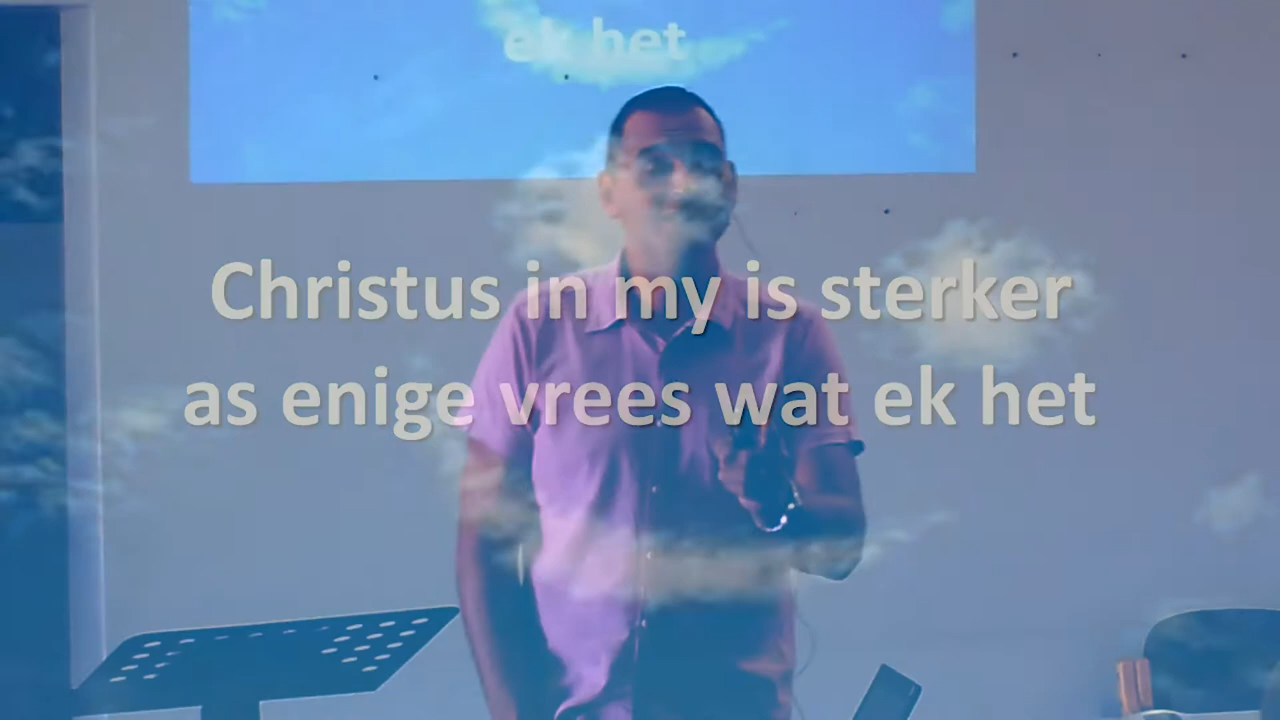 ek het
Christus in my is sterker
as enige vrees wat ek het